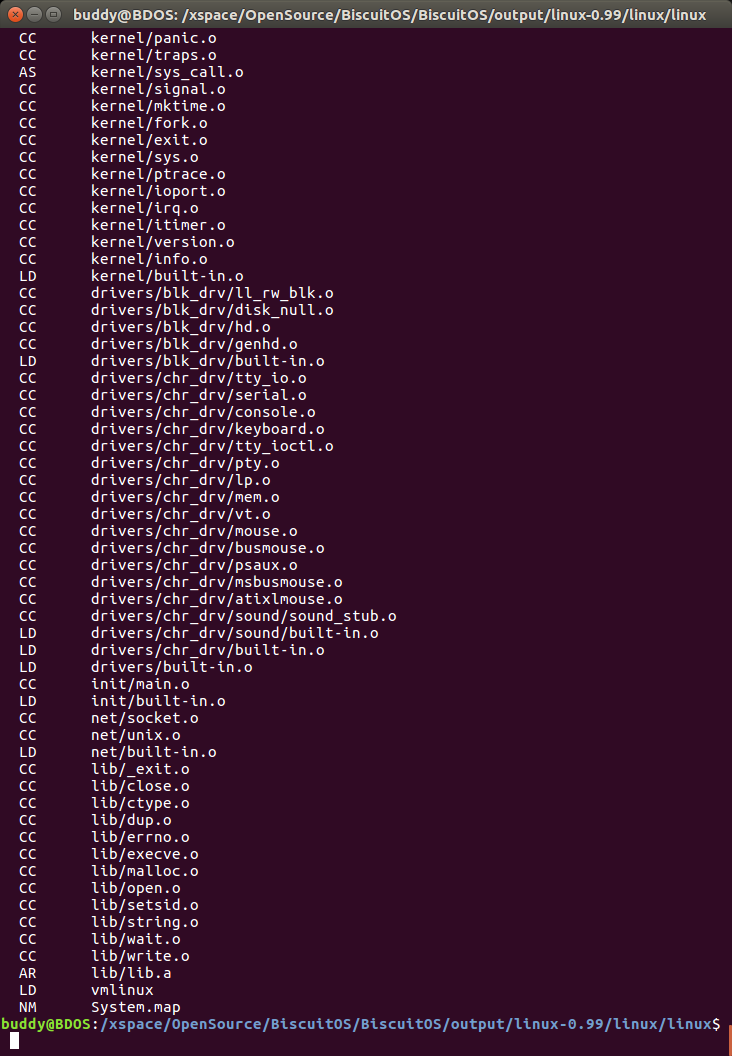 buddy@BDOS: /xspace/OpenSource/BiscuitOS/BiscuitOS/output/linux-0.99/linux/linux
CC      kernel/panic.o
CC      kernel/traps.o
AS      kernel/sys_call.o
CC      kernel/signal.o
CC      kernel/mktime.o
CC      kernel/fork.o
CC      kernel/exit.o
CC      kernel/sys.o
CC      kernel/ptrace.o
CC      kernel/ioport.o
CC      kernel/irq.o
CC      kernel/itimer.o
CC      kernel/version.o
CC      kernel/info.o
LD      kernel/built-in.o
CC      drivers/blk_drv/ll_rw_blk.o
CC      drivers/blk_drv/disk_null.o
CC      drivers/blk_drv/hd.o
CC      drivers/blk_drv/genhd.o
LD      drivers/blk_drv/built-in.o
CC      drivers/chr_drv/tty_io.o
CC      drivers/chr_drv/serial.o
CC      drivers/chr_drv/console.o
CC      drivers/chr_drv/keyboard.o
CC      drivers/chr_drv/tty_ioctl.o
CC      drivers/chr_drv/pty.o
CC      drivers/chr_drv/lp.o
CC      drivers/chr_drv/mem.o
CC      drivers/chr_drv/vt.o
CC      drivers/chr_drv/mouse.o
CC      drivers/chr_drv/busmouse.o
CC      drivers/chr_drv/psaux.o
CC      drivers/chr_drv/msbusmouse.o
CC      drivers/chr_drv/atixlmouse.o
CC      drivers/chr_drv/sound/sound_stub.o
LD      drivers/chr_drv/sound/built-in.o
LD      drivers/chr_drv/built-in.o
LD      drivers/built-in.o
CC      init/main.o
LD      init/built-in.o
CC      net/socket.o
CC      net/unix.o
LD      net/built-in.o
CC      lib/_exit.o
CC      lib/close.o
CC      lib/ctype.o
CC      lib/dup.o
CC      lib/errno.o
CC      lib/execve.o
CC      lib/malloc.o
CC      lib/open.o
CC      lib/setsid.o
CC      lib/string.o
CC      lib/wait.o
CC      lib/write.o
AR      lib/lib.a
LD      vmlinux
NM      System.map
buddy@BDOS:/xspace/OpenSource/BiscuitOS/BiscuitOS/output/linux-0.99/linux/linux$